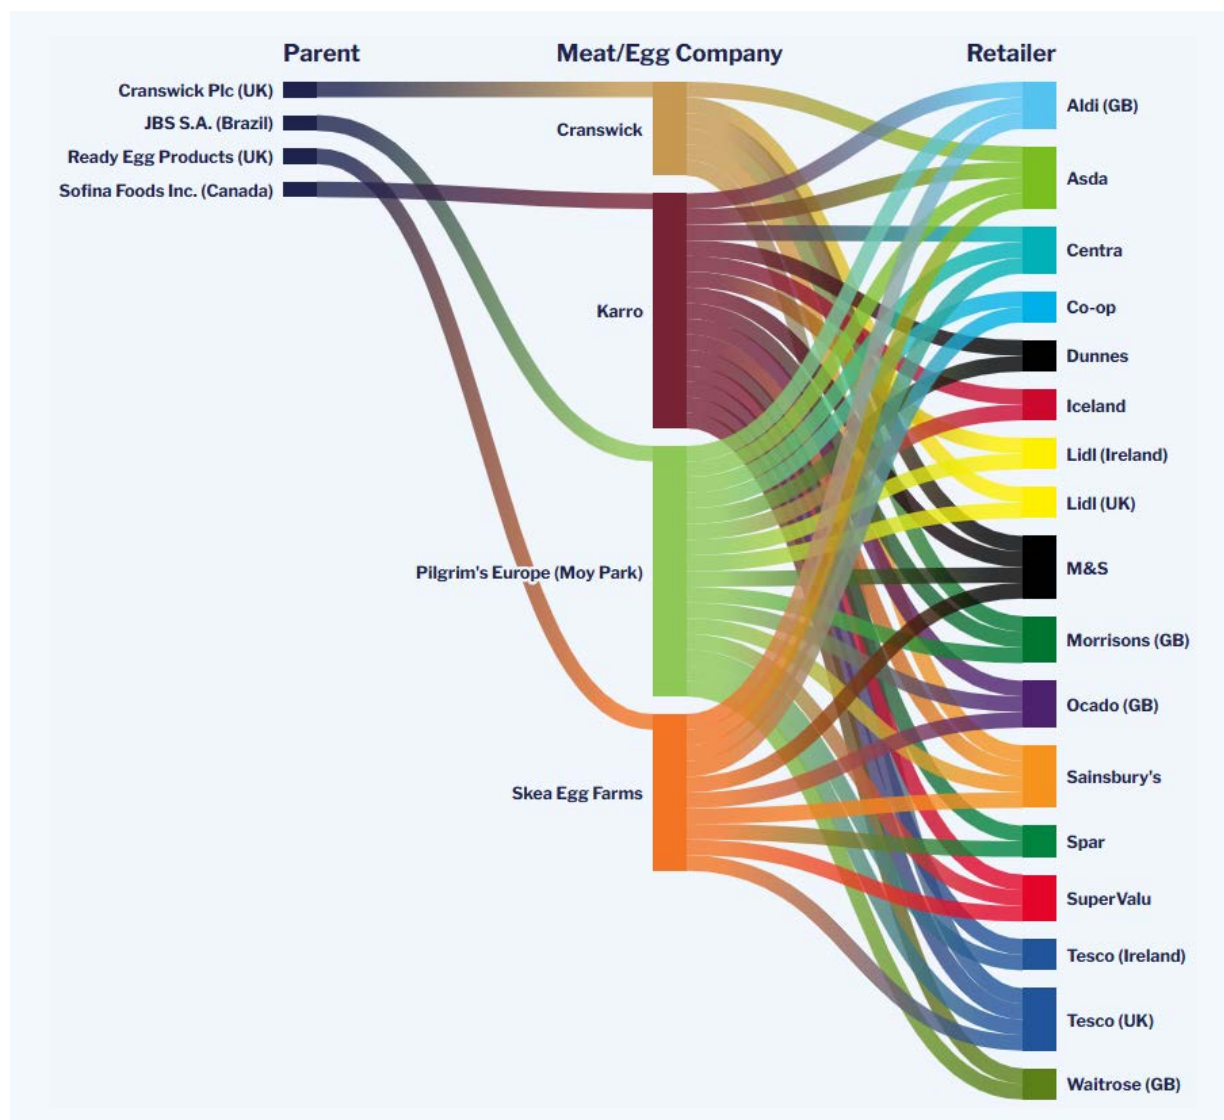 Parent
Meat/Egg Company
Retailer
Cranswick Plc (UK)
JBS S.A. (Brazil)
Ready Egg Products (UK)
Sofina Foods Inc. (Canada)
Cranswick
Karro
Pilgrim's Europe (Moy Park)
Skea Egg Farms
Aldi (GB)
Asda
Centra
Co-op
Dunnes
Iceland
Lidl (Ireland)
Lidl (UK)
M&S
Morrisons (GB)
Ocado (GB)
Sainsbury's
Spar
SuperValu
Tesco (Ireland)
Tesco (UK)
Waitrose (GB)